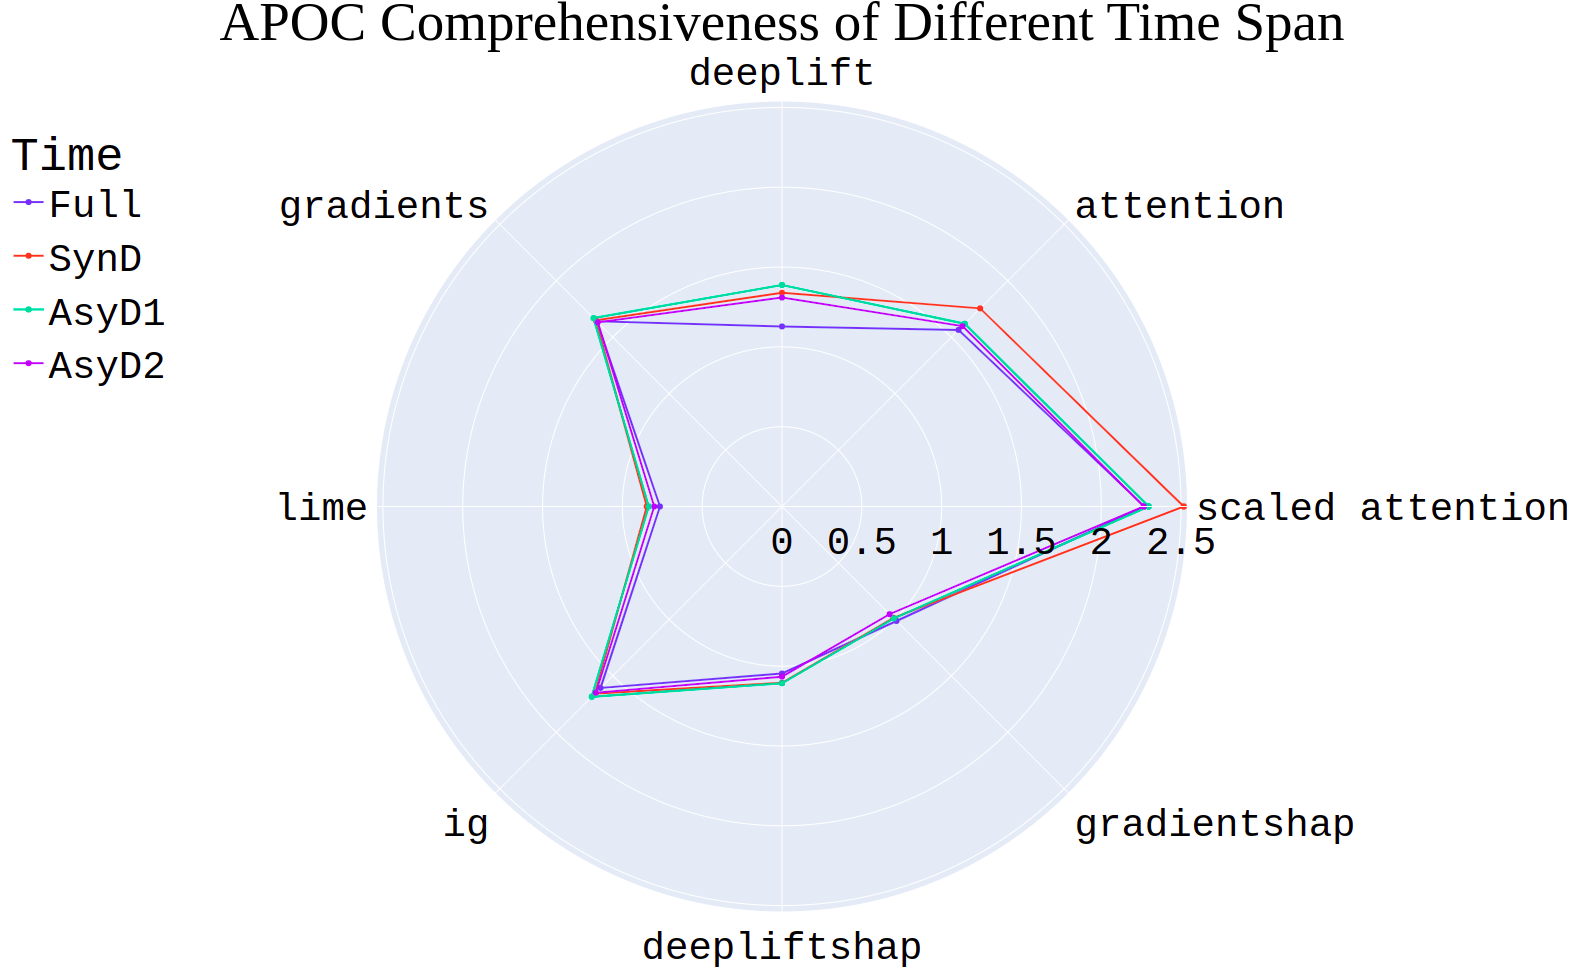 APOC Comprehensiveness of Different Time Span
Time
Full
SynD
AsyD1
AsyD2
deeplift
gradients
attention
lime
scaled attention
0 0.5 1 1.5 2 2.5
ig
gradientshap
deepliftshap